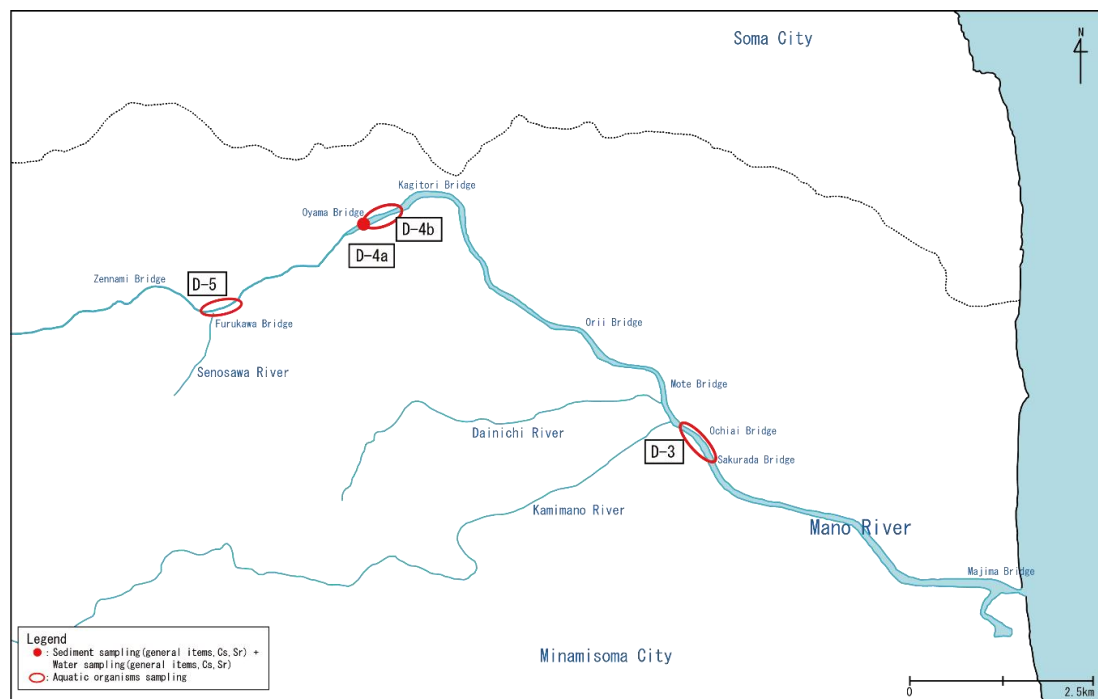 Soma City
N
Kagitori Bridge
Oyama Bridge
D-4b
D-4a
Zennami Bridge
D-5
Furukawa Bridge
Orii Bridge
Senosawa River
Mote Bridge
Dainichi River
Ochiai Bridge
D-3
Sakurada Bridge
Kamimano River
Mano River
Majima Bridge
Minamisoma City
Legend
: Sediment sampling(general items,Cs,Sr) +
Water sampling(general items,Cs,Sr)
: Aquatic organisms sampling
0
2.5km